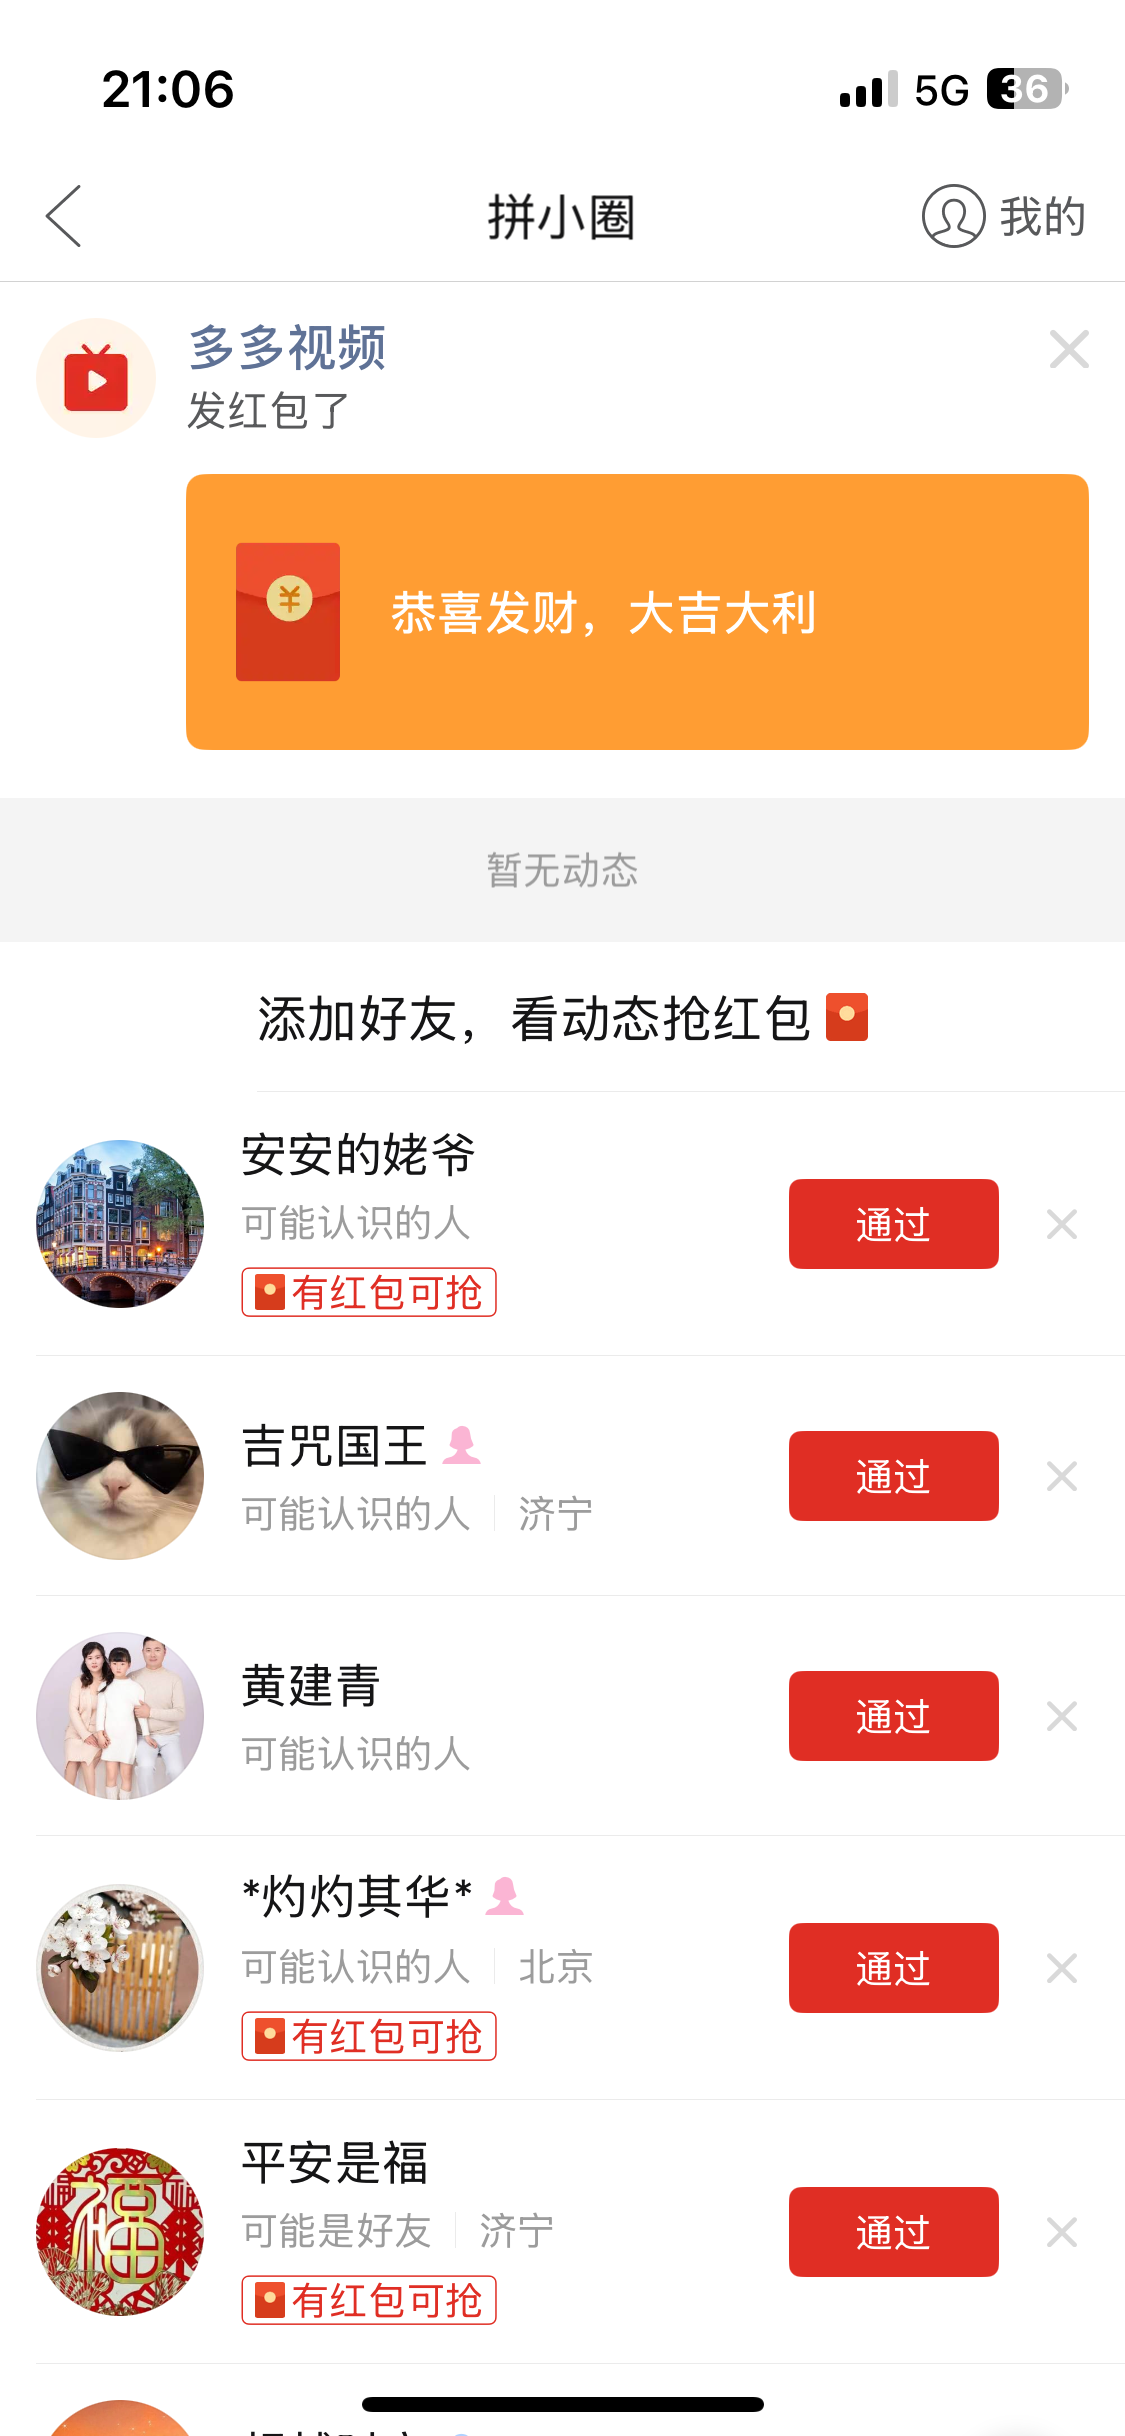 21:06
5G 36
拼小圈
我的
多多视频
发红包了
恭喜发财，大吉大利
暂无动态
添加好友，看动态抢红包
安安的姥爷
可能认识的人
通过
有红包可抢
吉咒国王
可能认识的人 济宁
通过
黄建青
可能认识的人
通过
*灼灼其华*
可能认识的人 北京
通过
有红包可抢
平安是福
可能是好友 济宁
通过
有红包可抢
福